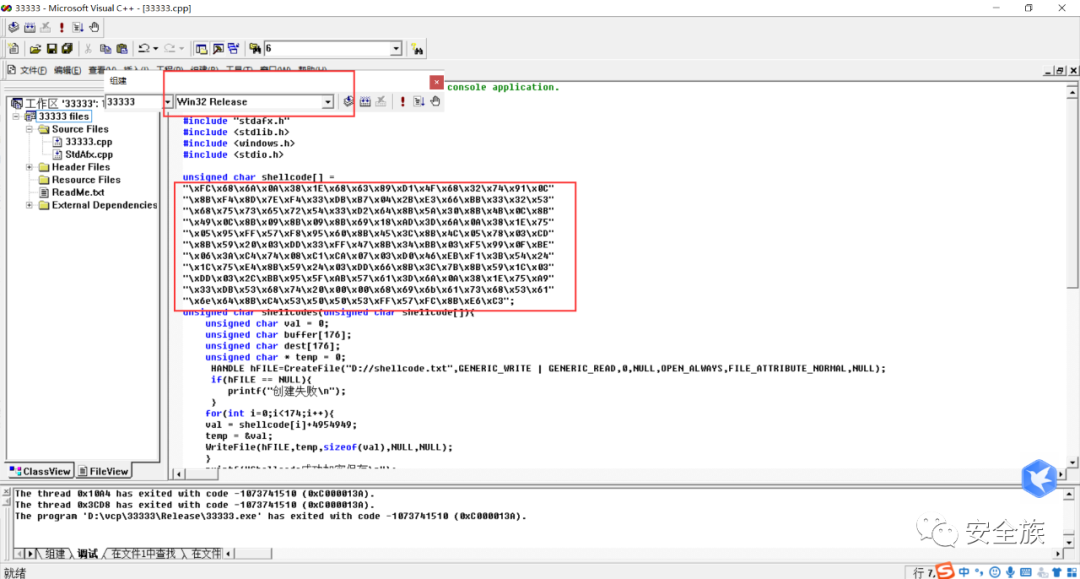 33333 - Microsoft Visual C++ - [33333.cpp]
6
文件(F) 编辑(E)
组建
33333
Win32 Release
工作区 '33333':
33333 files
Source Files
33333.cpp
StdAfx.cpp
Header Files
Resource Files
ReadMe.txt
External Dependencies
ClassView
FileView
console application.
#include "stdafx.h"
#include <stdlib.h>
#include <windows.h>
#include <stdio.h>
unsigned char shellcode[] =
"\xFC\x68\x6A\x0A\x38\x1E\x68\x63\x89\xD1\x4F\x68\x32\x74\x91\x0C"
"\x8B\xF4\x8D\x7E\xF4\x33\xDB\xB7\x04\x2B\xE3\x66\xBB\x33\x32\x53"
"\x68\x75\x73\x65\x72\x54\x33\xD2\x64\x8B\x5A\x30\x8B\x4B\x0C\x8B"
"\x49\x0C\x8B\x09\x8B\x09\x8B\x69\x18\xAD\x3D\x6A\x0A\x38\x1E\x75"
"\x05\x95\xFF\x57\xF8\x95\x60\x8B\x45\x3C\x8B\x4C\x05\x78\x03\xCD"
"\x8B\x59\x20\x03\xDD\x33\xFF\x47\x8B\x34\xBB\x03\xF5\x99\x0F\xBE"
"\x06\x3A\xC4\x74\x08\xC1\xCA\x07\x03\xD0\x46\xEB\xF1\x3B\x54\x24"
"\x1C\x75\xE4\x8B\x59\x24\x03\xDD\x66\x8B\x3C\x7B\x8B\x59\x1C\x03"
"\xDD\x03\x2C\xBB\x95\x5F\xAB\x57\x61\x3D\x6A\x0A\x38\x1E\x75\xA9"
"\x33\xDB\x53\x68\x74\x20\x00\x00\x68\x69\x6b\x61\x73\x68\x53\x61"
"\x6e\x64\x8B\xC4\x53\x50\x50\x53\xFF\x57\xFC\x8B\xE6\xC3";
unsigned char shellcodes(unsigned char shellcode[]){
unsigned char val = 0;
unsigned char buffer[176];
unsigned char dest[176];
unsigned char * temp = 0;
HANDLE hFILE=CreateFile("D://shellcode.txt",GENERIC_WRITE | GENERIC_READ,0,NULL,OPEN_ALWAYS,FILE_ATTRIBUTE_NORMAL,NULL);
if(hFILE == NULL){
printf("创建失败\n");
}
for(int i=0;i<174;i++){
val = shellcode[i]+4954949;
temp = &val;
WriteFile(hFILE,temp,sizeof(val),NULL,NULL);
}
The thread 0x10A4 has exited with code -1073741510 (0xC000013A).
The thread 0x3CD8 has exited with code -1073741510 (0xC000013A).
The program 'D:\vcp\33333\Release\33333.exe' has exited with code -1073741510 (0xC000013A).
组建 调试 在文件1中查找 在文件
安全族
就绪
行 7,
中